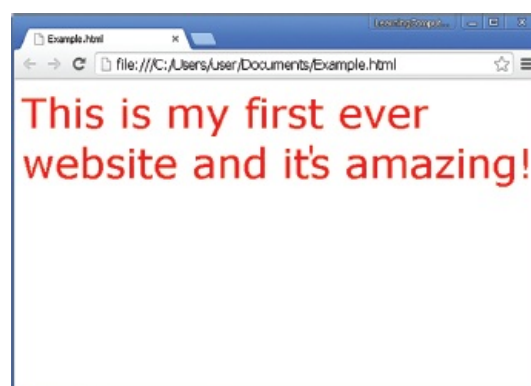 Example.html
file:///C:/Users/user/Documents/Example.html
This is my first ever
website and it's amazing!